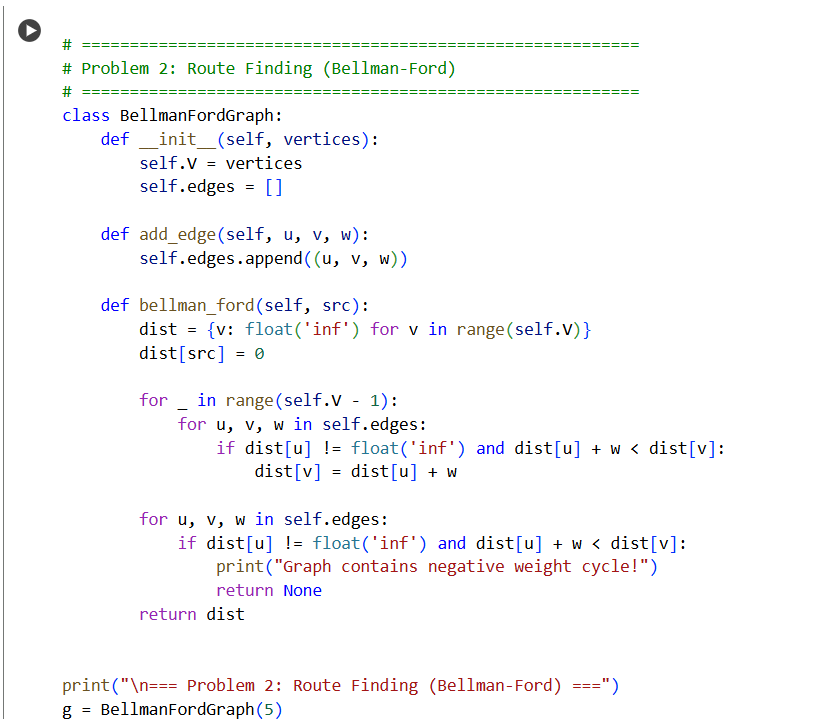 # ==========================================================
# Problem 2: Route Finding (Bellman-Ford)
# ==========================================================
class BellmanFordGraph:
    def __init__(self, vertices):
        self.V = vertices
        self.edges = []

    def add_edge(self, u, v, w):
        self.edges.append((u, v, w))

    def bellman_ford(self, src):
        dist = {v: float('inf') for v in range(self.V)}
        dist[src] = 0

        for _ in range(self.V - 1):
            for u, v, w in self.edges:
                if dist[u] != float('inf') and dist[u] + w < dist[v]:
                    dist[v] = dist[u] + w

        for u, v, w in self.edges:
            if dist[u] != float('inf') and dist[u] + w < dist[v]:
                print("Graph contains negative weight cycle!")
                return None
        return dist


print("\n=== Problem 2: Route Finding (Bellman-Ford) ===")
g = BellmanFordGraph(5)